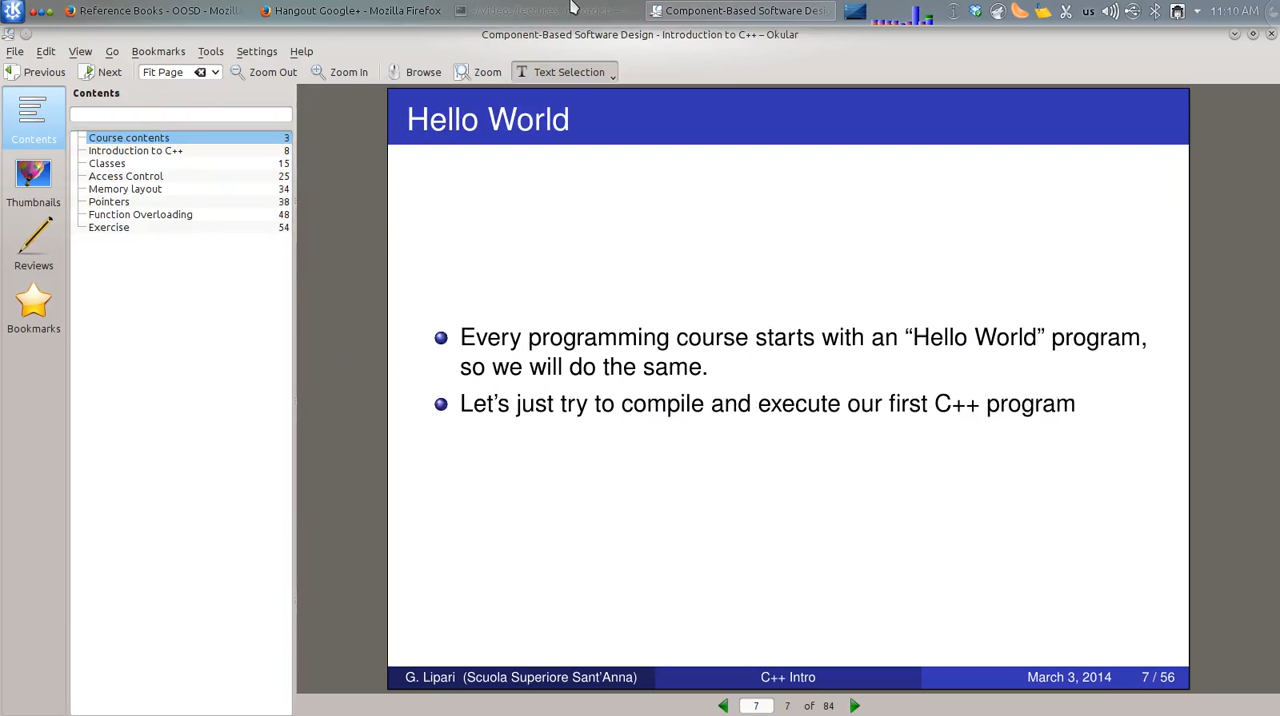 Reference Books - OOSD - Mozil
Hangout Google+ - Mozilla Firefox
Component-Based Software Desi
us
11:10 AM
Component-Based Software Design - Introduction to C++ – Okular
File Edit View Go Bookmarks Tools Settings Help
Previous Next Fit Page Zoom Out Zoom In Browse Zoom Text Selection
Contents
Contents
Thumbnails
Reviews
Bookmarks
Course contents 3
Introduction to C++ 8
Classes 15
Access Control 25
Memory layout 34
Pointers 38
Function Overloading 48
Exercise 54
Hello World
Every programming course starts with an “Hello World” program,
so we will do the same.
Let’s just try to compile and execute our first C++ program
G. Lipari (Scuola Superiore Sant’Anna) C++ Intro March 3, 2014 7 / 56
7 7 of 84